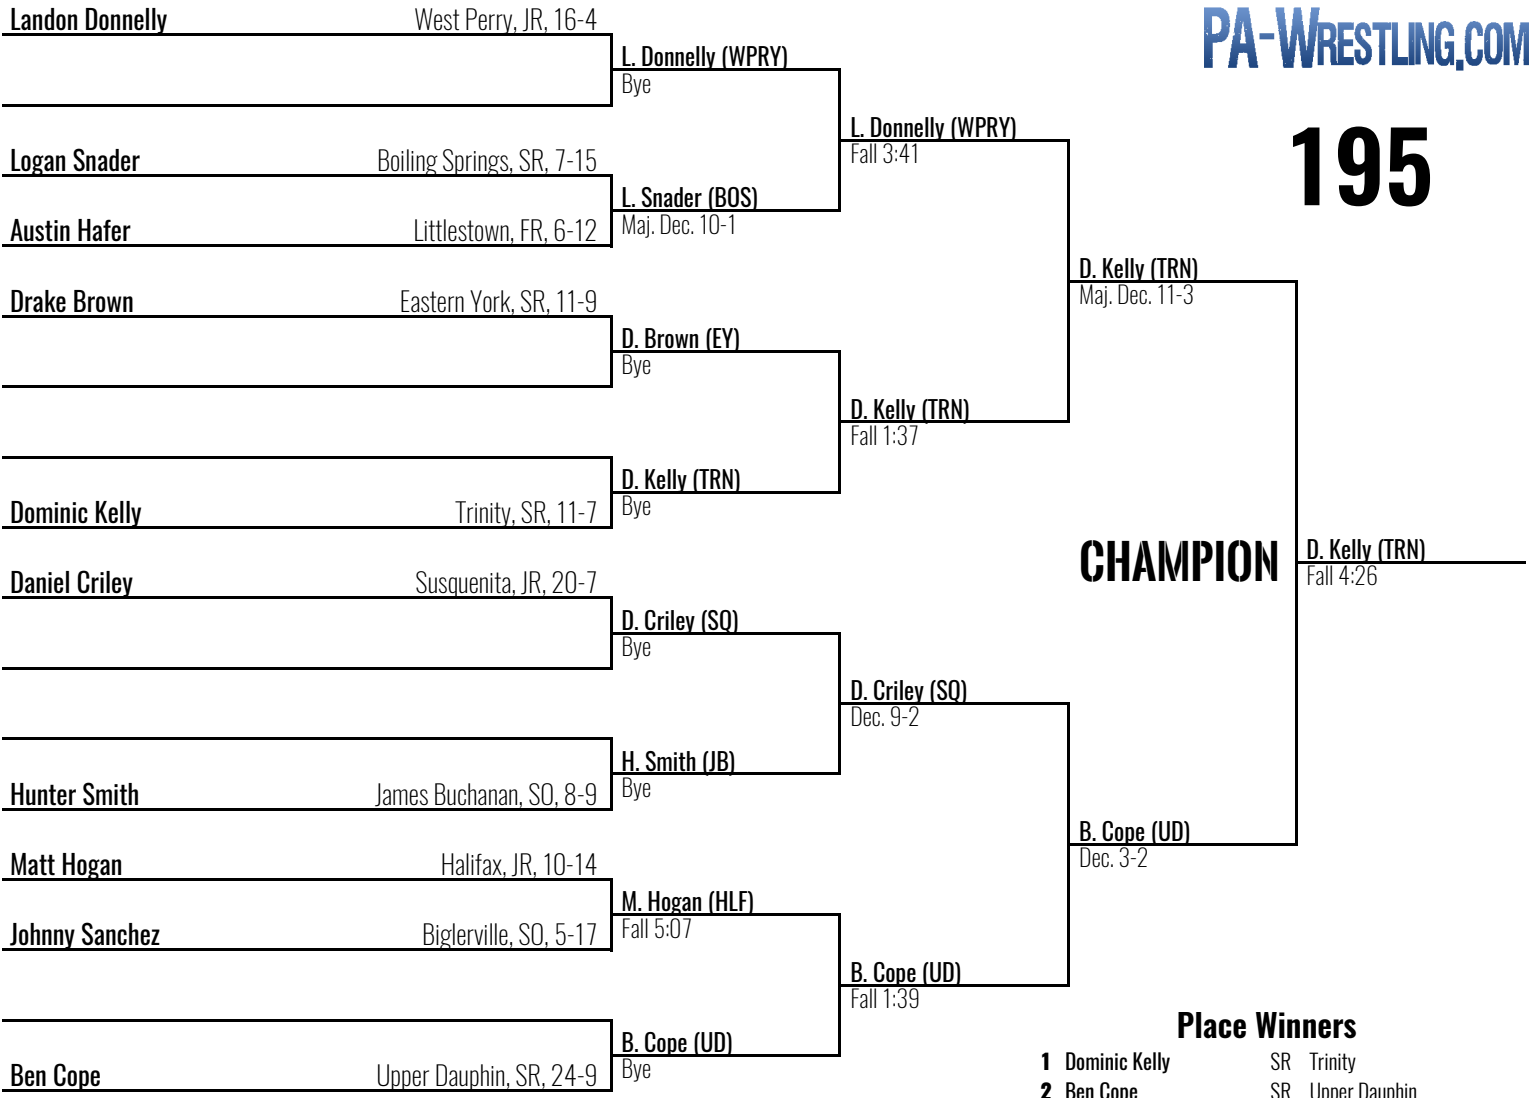 Landon Donnelly West Perry, JR, 16-4
PA-WRESTLING.COM
L. Donnelly (WPRY)
Bye
195
L. Donnelly (WPRY)
Fall 3:41
Logan Snader Boiling Springs, SR, 7-15
L. Snader (BOS)
Maj. Dec. 10-1
Austin Hafer Littlestown, FR, 6-12
D. Kelly (TRN)
Maj. Dec. 11-3
Drake Brown Eastern York, SR, 11-9
D. Brown (EY)
Bye
D. Kelly (TRN)
Fall 1:37
D. Kelly (TRN)
Bye
Dominic Kelly Trinity, SR, 11-7
CHAMPION
D. Kelly (TRN)
Fall 4:26
Daniel Criley Susquenita, JR, 20-7
D. Criley (SQ)
Bye
D. Criley (SQ)
Dec. 9-2
H. Smith (JB)
Bye
Hunter Smith James Buchanan, SO, 8-9
B. Cope (UD)
Dec. 3-2
Matt Hogan Halifax, JR, 10-14
M. Hogan (HLF)
Fall 5:07
Johnny Sanchez Biglerville, SO, 5-17
B. Cope (UD)
Fall 1:39
B. Cope (UD)
Bye
Ben Cope Upper Dauphin, SR, 24-9
Place Winners
1 Dominic Kelly SR Trinity
2 Ben Cope SR Upper Dauphin